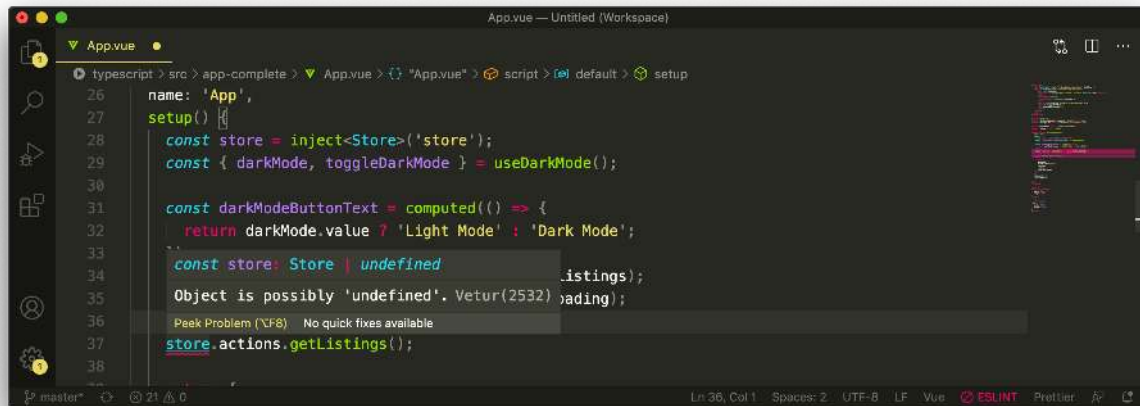 App.vue — Untitled (Workspace)
App.vue
typescript > src > app-complete > App.vue > {} "App.vue" > script > default > setup
26 name: 'App',
27 setup() {
28 const store = inject<Store>('store');
29 const { darkMode, toggleDarkMode } = useDarkMode();
30
31 const darkModeButtonText = computed(() => {
32 return darkMode.value ? 'Light Mode' : 'Dark Mode';
33
const store: Store | undefined
34 Listings);
Object is possibly 'undefined'. Vetur(2532)
35 oading);
Peek Problem (⌥F8) No quick fixes available
36
37 store.actions.getListings();
38
1
1
master* 21 0 Ln 36, Col 1 Spaces: 2 UTF-8 LF Vue ESLINT Prettier